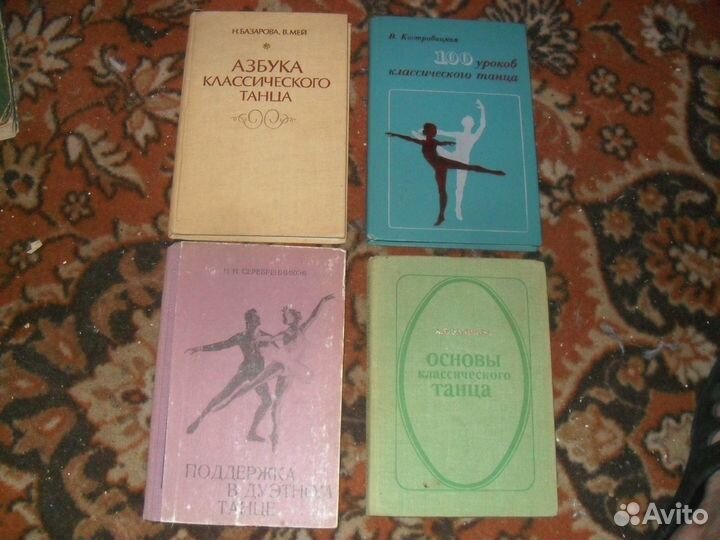 Н. БАЗАРОВА, В. МЕЙ
АЗБУКА
КЛАССИЧЕСКОГО
ТАНЦА
В. Костровицкая
100 уроков
классического танца
Н. Н. СЕРЕБРЕННИКОВ
ПОДДЕРЖКА
В ДУЭТНОМ
ТАНЦЕ
ОСНОВЫ
классического
танца
Avito